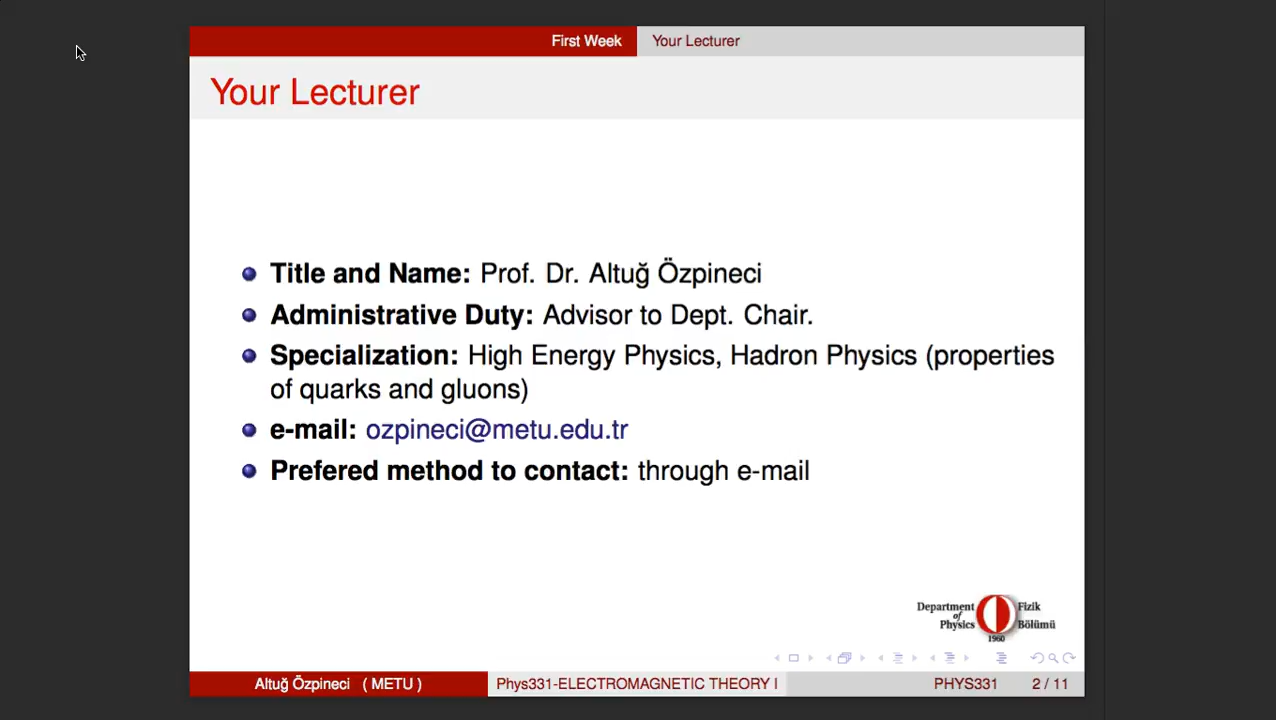 First Week Your Lecturer
Your Lecturer
Title and Name: Prof. Dr. Altuğ Özpineci
Administrative Duty: Advisor to Dept. Chair.
Specialization: High Energy Physics, Hadron Physics (properties
of quarks and gluons)
e-mail: ozpineci@metu.edu.tr
Prefered method to contact: through e-mail
Department Fizik
of
Physics Bölümü
1960
Altuğ Özpineci ( METU ) Phys331-ELECTROMAGNETIC THEORY I PHYS331 2 / 11